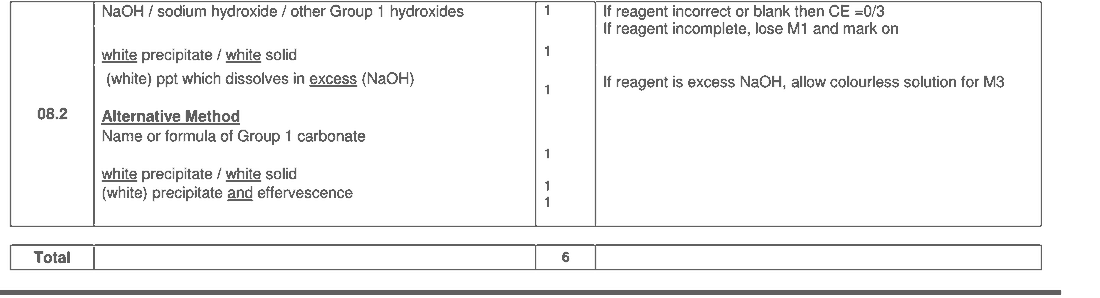 NaOH / sodium hydroxide / other Group 1 hydroxides 1 If reagent incorrect or blank then CE =0/3
If reagent incomplete, lose M1 and mark on
white precipitate / white solid 1
(white) ppt which dissolves in excess (NaOH) 1 If reagent is excess NaOH, allow colourless solution for M3
08.2 Alternative Method
Name or formula of Group 1 carbonate
1
white precipitate / white solid 1
(white) precipitate and effervescence 1
Total 6